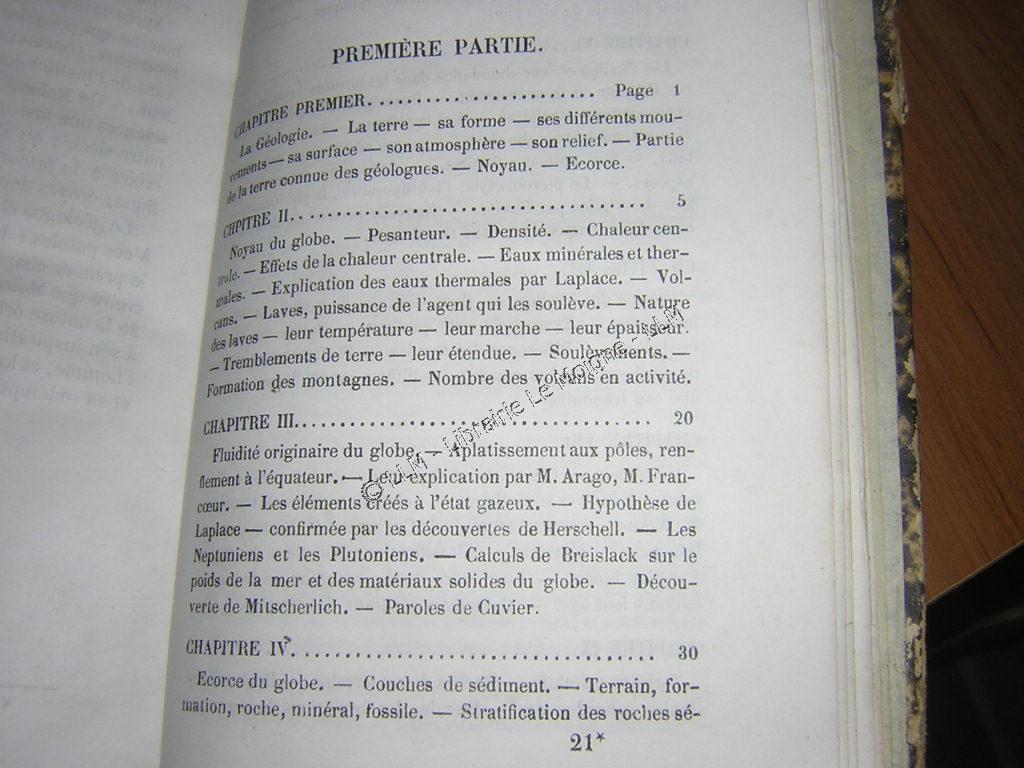 PREMIÈRE PARTIE.
CHAPITRE PREMIER. ........................ Page 1
La Géologie. — La terre — sa forme — ses différents mou-
vements — sa surface — son atmosphère — son relief. — Partie
de la terre connue des géologues. — Noyau. — Ecorce.
CHPITRE II. ........................ 5
Noyau du globe. — Pesanteur. — Densité. — Chaleur cen-
trale. — Effets de la chaleur centrale. — Eaux minérales et ther-
males. — Explication des eaux thermales par Laplace. — Vol-
cans. — Laves, puissance de l'agent qui les soulève. — Nature
des laves — leur température — leur marche — leur épaisseur.
— Tremblements de terre — leur étendue. — Soulèvements. —
Formation des montagnes. — Nombre des volcans en activité.
CHAPITRE III. ........................ 20
Fluidité originaire du globe. — Aplatissement aux pôles, ren-
flement à l'équateur. — Leur explication par M. Arago, M. Fran-
cœur. — Les éléments créés à l'état gazeux. — Hypothèse de
Laplace — confirmée par les découvertes de Herschell. — Les
Neptuniens et les Plutoniens. — Calculs de Breislack sur le
poids de la mer et des matériaux solides du globe. — Décou-
verte de Mitscherlich. — Paroles de Cuvier.
CHAPITRE IV. ........................ 30
Ecorce du globe. — Couches de sédiment. — Terrain, for-
mation, roche, minéral, fossile. — Stratification des roches sé-
21*
© LLM - Librairie Le Moigne - LLM